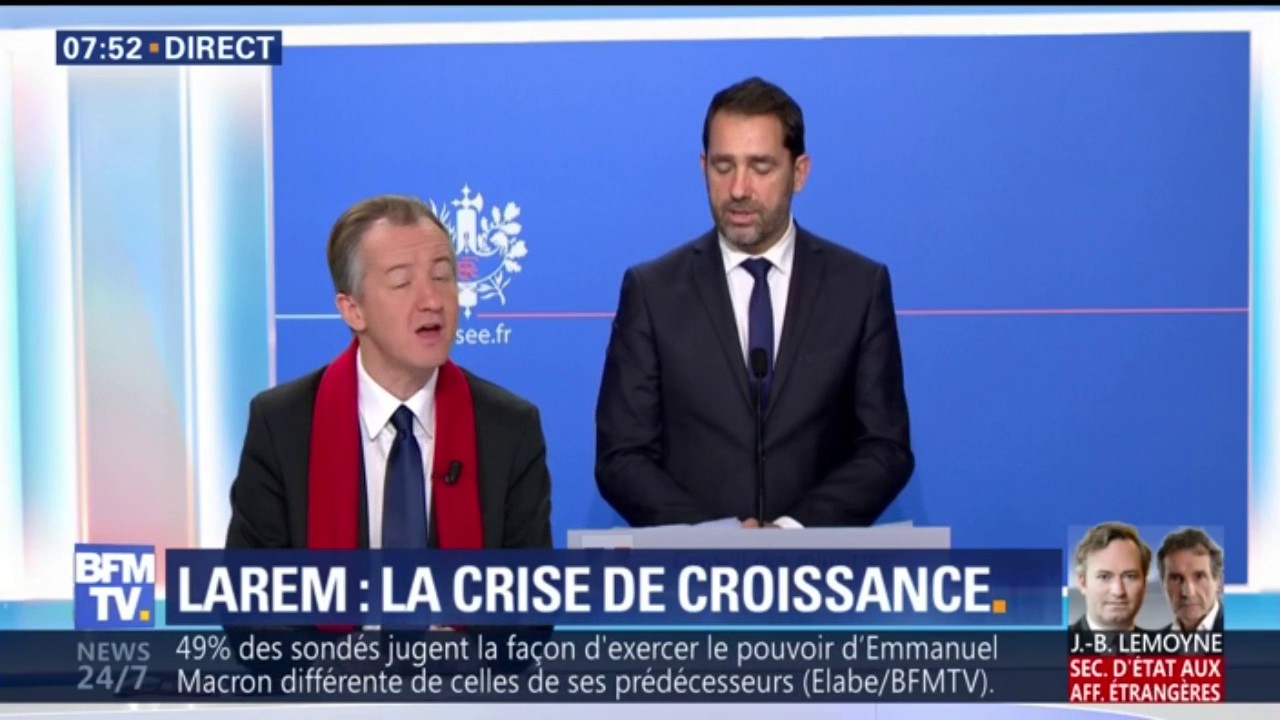 07:52 DIRECT
see.fr
BFM
TV.
LAREM : LA CRISE DE CROISSANCE.
J.-B. LEMOYNE
SEC. D'ÉTAT AUX
AFF. ÉTRANGÈRES
NEWS
24/7
49% des sondés jugent la façon d'exercer le pouvoir d’Emmanuel
Macron différente de celles de ses prédécesseurs (Elabe/BFMTV).